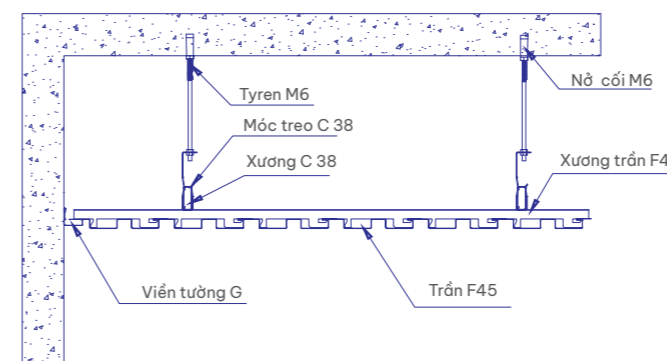 Nở cối M6
Tyren M6
Móc treo C 38
Xương C 38
Xương trần F4
Viền tường G
Trần F45